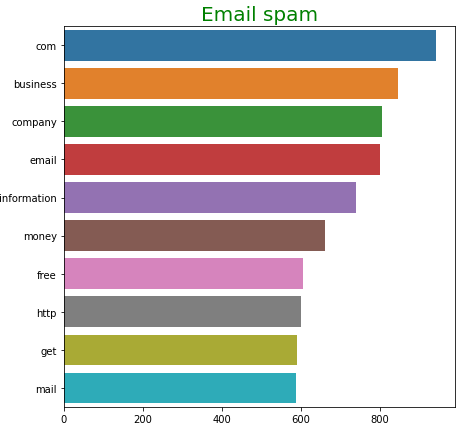 Email spam
com
business
company
email
information
money
free
http
get
mail
0 200 400 600 800